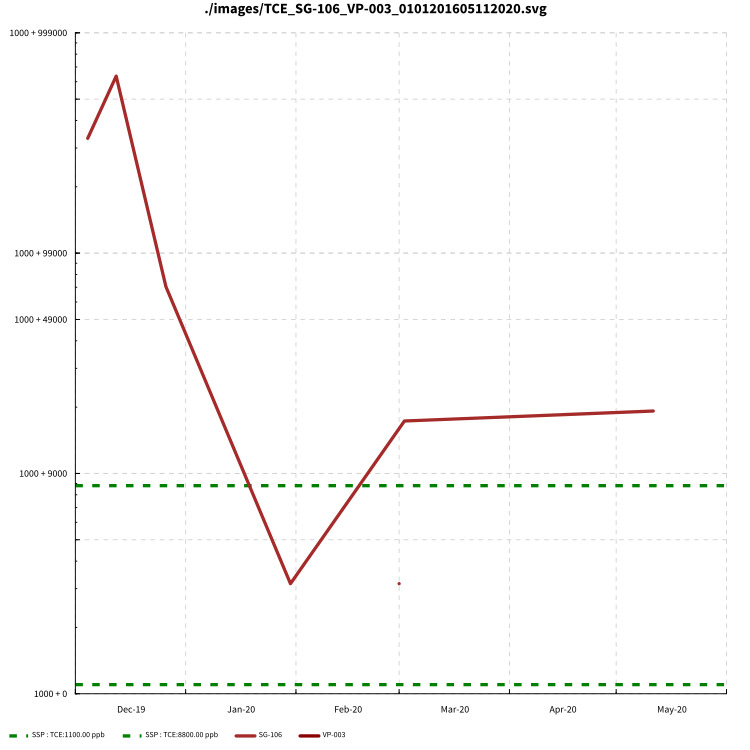 ./images/TCE_SG-106_VP-003_0101201605112020.svg
1000 + 999000
1000 + 99000
1000 + 49000
1000 + 9000
1000 + 0
Dec-19 Jan-20 Feb-20 Mar-20 Apr-20 May-20
SSP : TCE:1100.00 ppb SSP : TCE:8800.00 ppb SG-106 VP-003